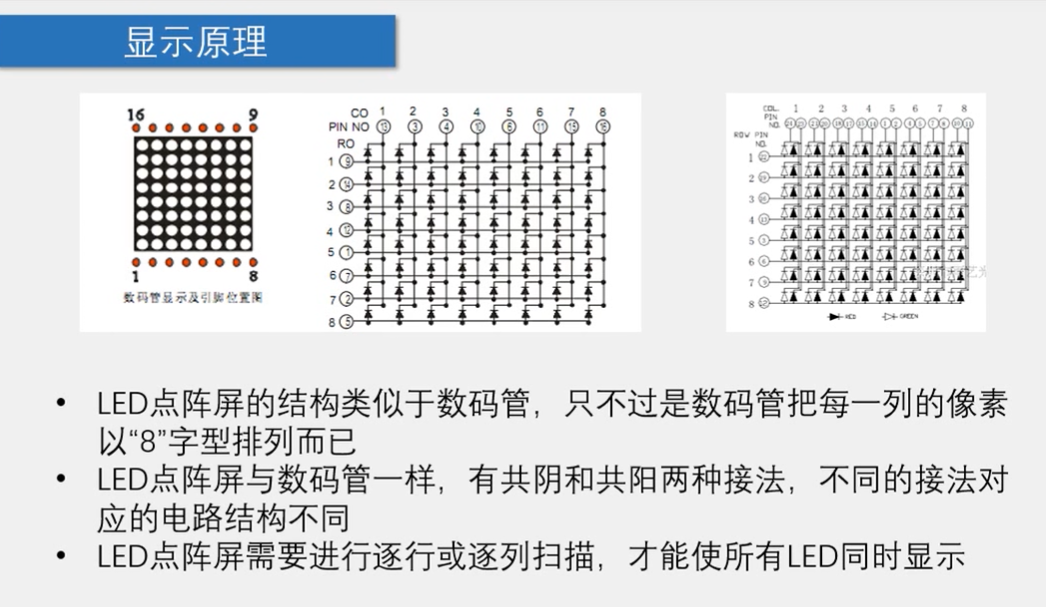 显示原理
16 9
1 8
数码管显示及引脚位置图
CO 1 2 3 4 5 6 7 8
PIN NO 13 3 4 10 6 11 15 16
RO
1 9
2 14
3 8
4 12
5 1
6 7
7 2
8 5
COL. 1 2 3 4 5 6 7 8
PIN
NO.
ROW PIN
NO.
1
2
3
4
5
6
7
8
RED GREEN
• LED点阵屏的结构类似于数码管，只不过是数码管把每一列的像素
以“8”字型排列而已
• LED点阵屏与数码管一样，有共阴和共阳两种接法，不同的接法对
应的电路结构不同
• LED点阵屏需要进行逐行或逐列扫描，才能使所有LED同时显示